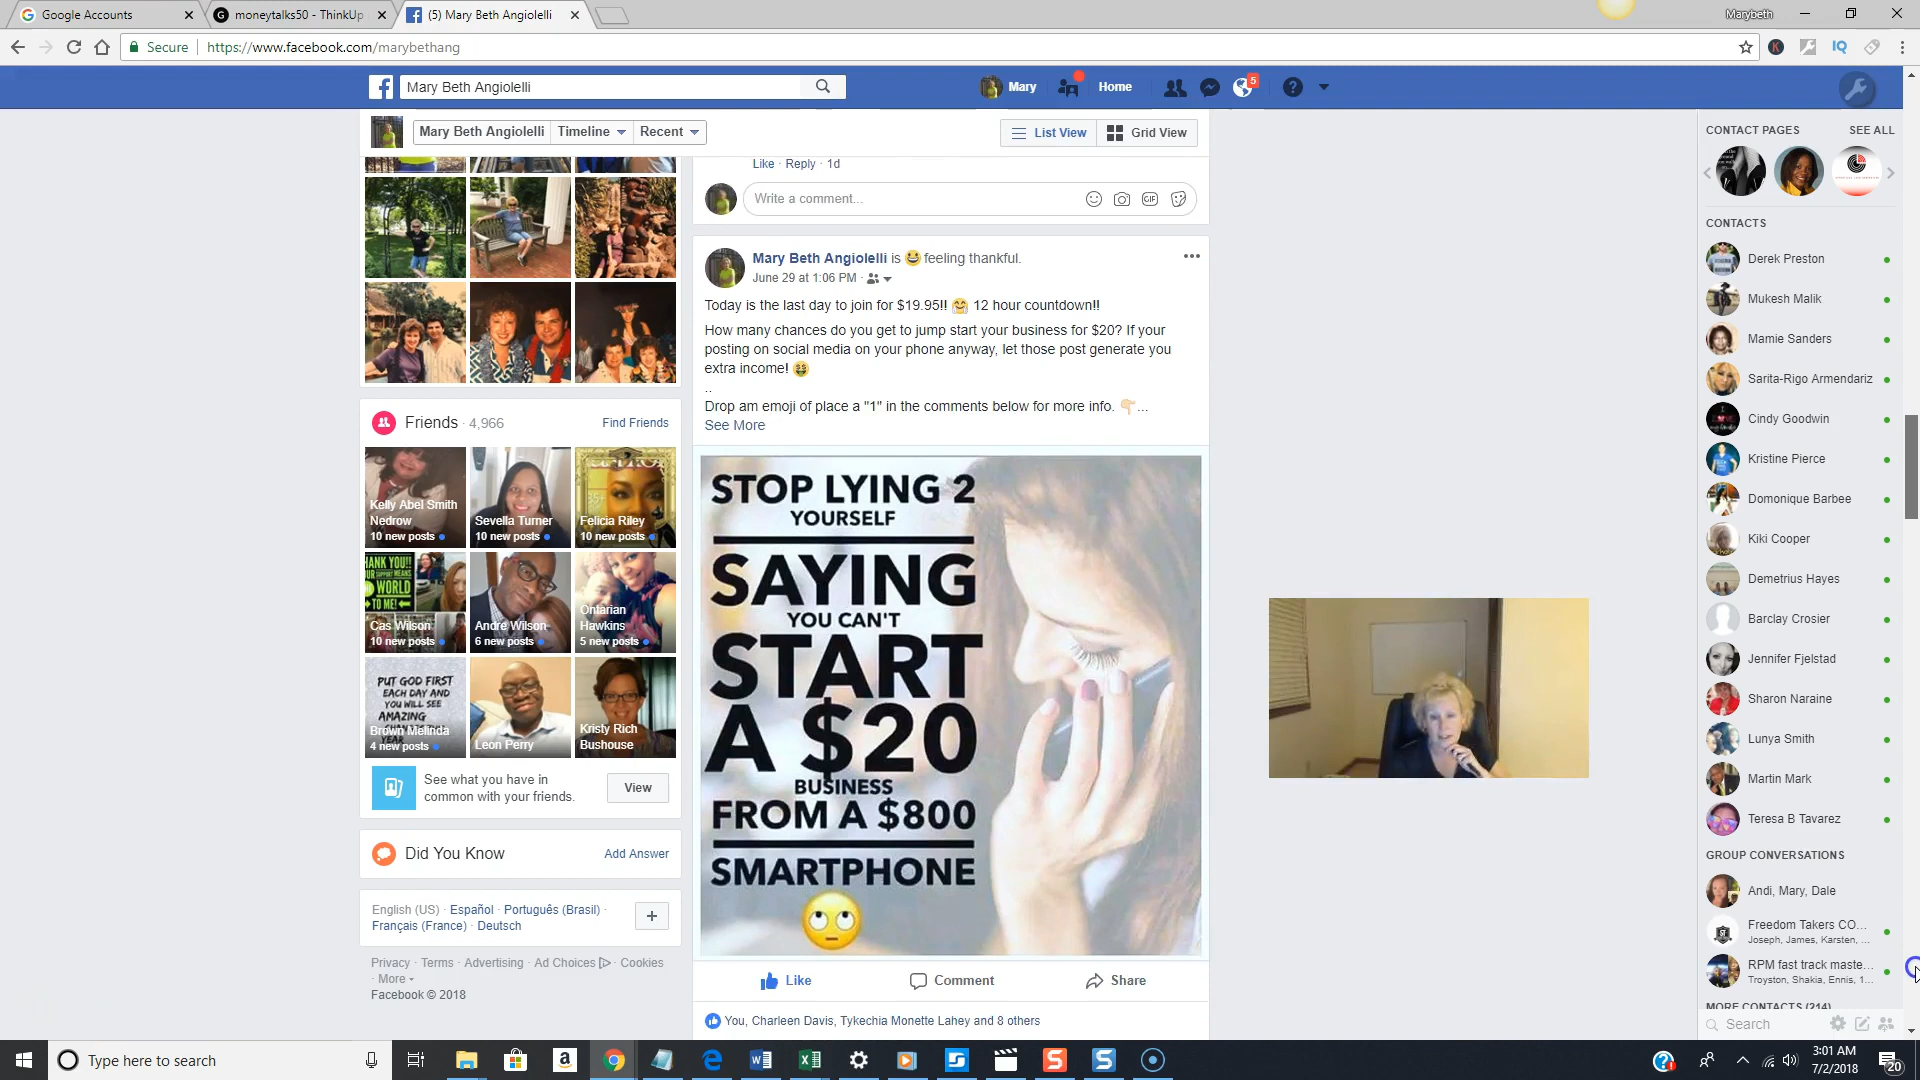 Google Accounts
moneytalks50 - ThinkUp
(5) Mary Beth Angiolelli
Marybeth
Secure
https://www.facebook.com/marybethang
IQ
Mary Beth Angiolelli
Mary
Home
5
Mary Beth Angiolelli
Timeline
Recent
List View
Grid View
Like · Reply · 1d
Write a comment...
GIF
Mary Beth Angiolelli is feeling thankful.
June 29 at 1:06 PM ·
Today is the last day to join for $19.95!! 12 hour countdown!!
How many chances do you get to jump start your business for $20? If your
posting on social media on your phone anyway, let those post generate you
extra income!
..
Drop am emoji of place a "1" in the comments below for more info. ...
See More
STOP LYING 2
YOURSELF
SAYING
YOU CAN'T
START
A $20
BUSINESS
FROM A $800
SMARTPHONE
Like
Comment
Share
You, Charleen Davis, Tykechia Monette Lahey and 8 others
Friends · 4,966
Find Friends
Kelly Abel Smith
Nedrow
10 new posts
Sevella Turner
10 new posts
Felicia Riley
10 new posts
Cas Wilson
10 new posts
Andre Wilson
6 new posts
Ontarian
Hawkins
5 new posts
PUT GOD FIRST
EACH DAY AND
YOU WILL SEE
AMAZING
Brown Melinda
4 new posts
Leon Perry
Kristy Rich
Bushouse
See what you have in
common with your friends.
View
Did You Know
Add Answer
English (US) · Español · Português (Brasil) ·
Français (France) · Deutsch
Privacy · Terms · Advertising · Ad Choices · Cookies
· More
Facebook © 2018
CONTACT PAGES
SEE ALL
CONTACTS
Derek Preston
Mukesh Malik
Mamie Sanders
Sarita-Rigo Armendariz
Cindy Goodwin
Kristine Pierce
Domonique Barbee
Kiki Cooper
Demetrius Hayes
Barclay Crosier
Jennifer Fjelstad
Sharon Naraine
Lunya Smith
Martin Mark
Teresa B Tavarez
GROUP CONVERSATIONS
Andi, Mary, Dale
Freedom Takers CO...
Joseph, James, Karsten, ...
RPM fast track maste...
Troyston, Shakia, Ennis, 1...
MORE CONTACTS (214)
Search
Type here to search
3:01 AM
7/2/2018
20